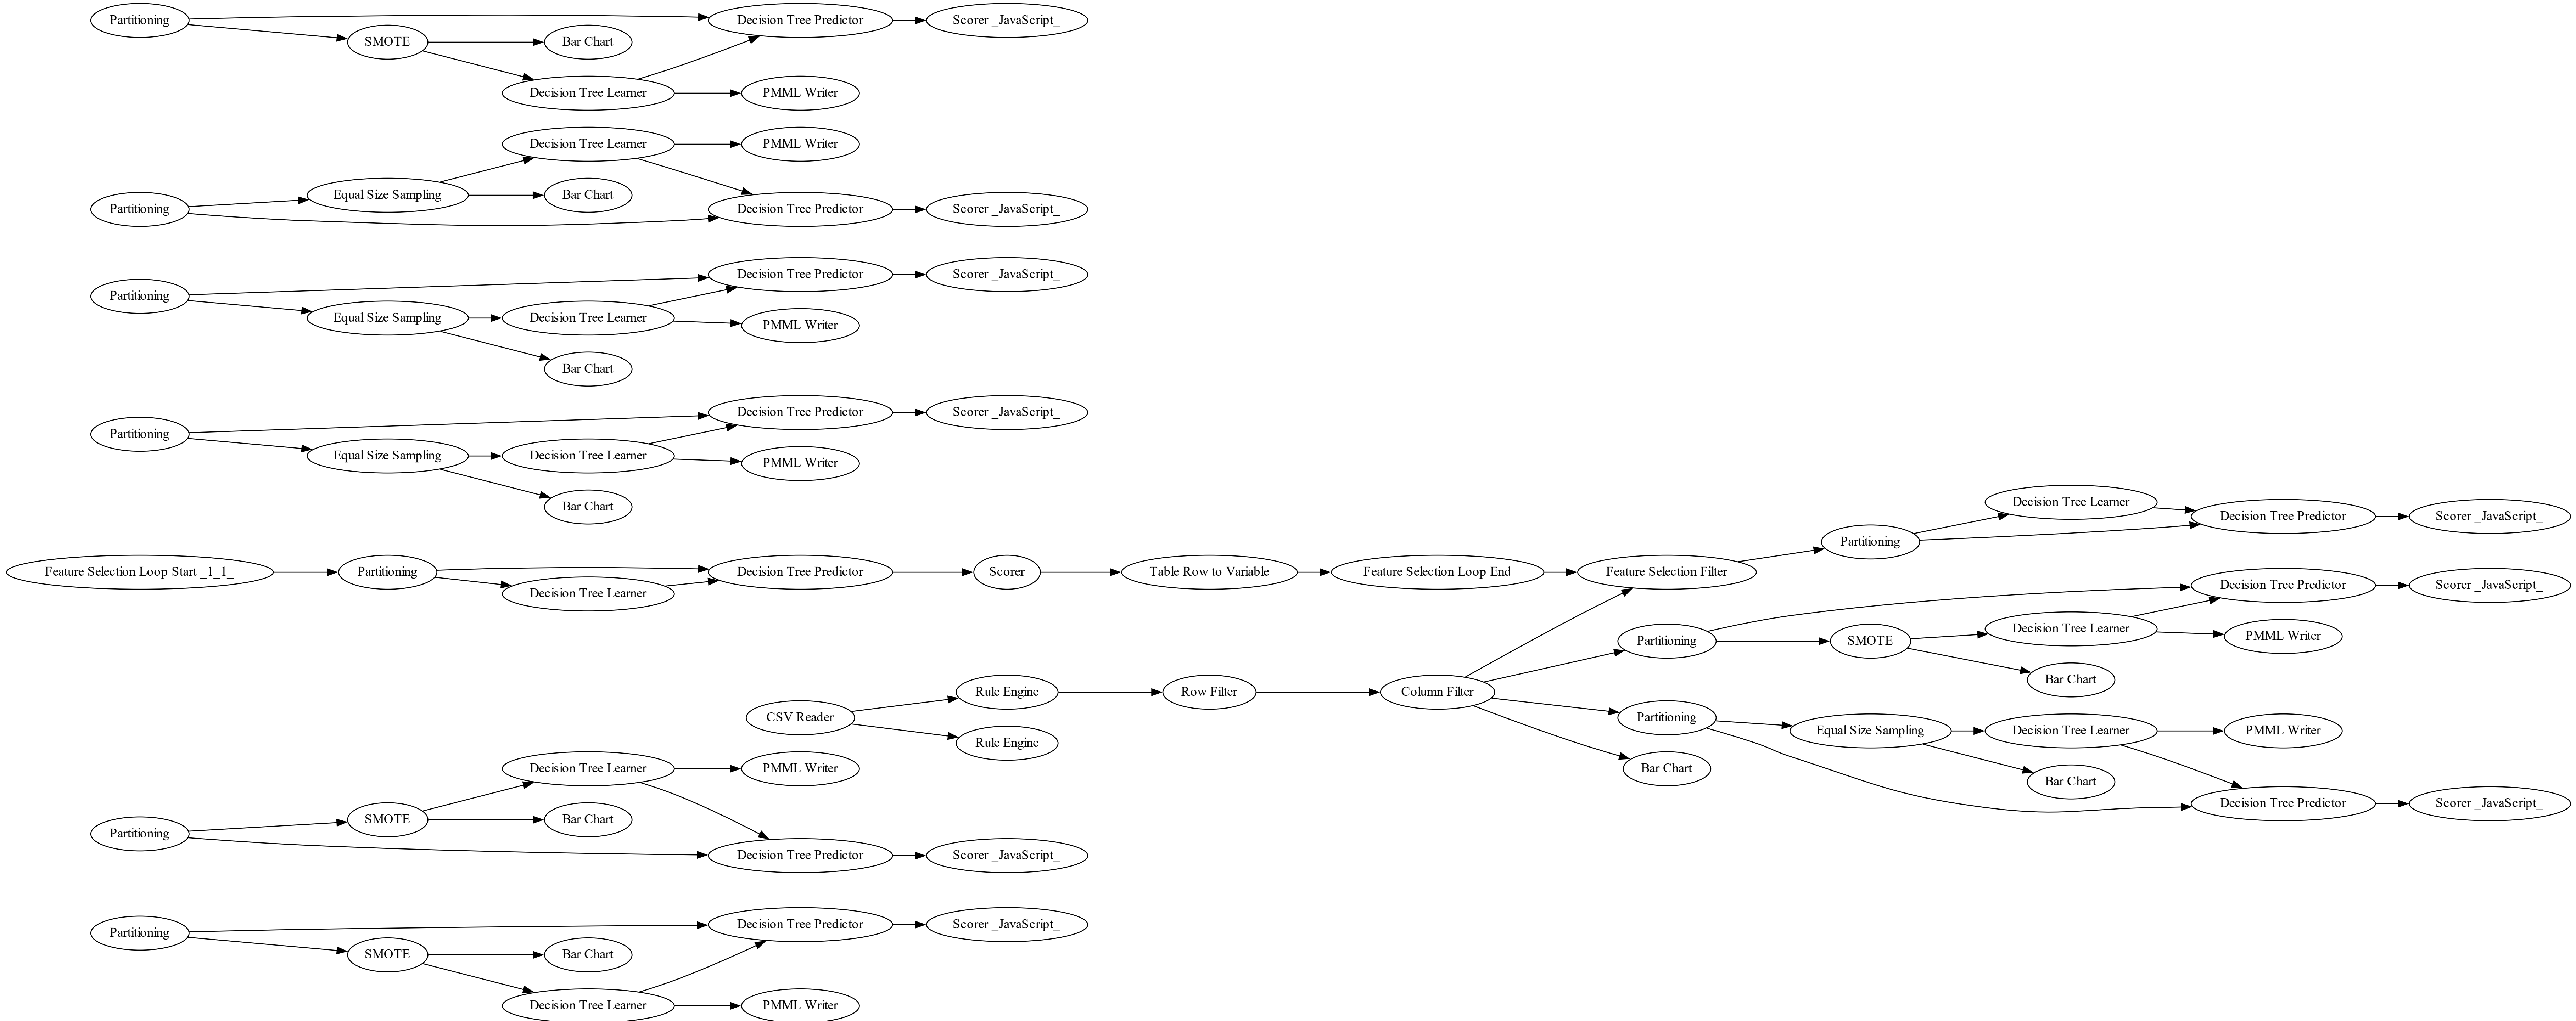 Partitioning
SMOTE
Bar Chart
Decision Tree Learner
Decision Tree Predictor
Scorer _JavaScript_
PMML Writer
Partitioning
Equal Size Sampling
Decision Tree Learner
Bar Chart
PMML Writer
Decision Tree Predictor
Scorer _JavaScript_
Partitioning
Equal Size Sampling
Decision Tree Learner
Bar Chart
Decision Tree Predictor
Scorer _JavaScript_
PMML Writer
Partitioning
Equal Size Sampling
Decision Tree Learner
Bar Chart
Decision Tree Predictor
Scorer _JavaScript_
PMML Writer
Feature Selection Loop Start _1_1_
Partitioning
Decision Tree Learner
Decision Tree Predictor
Scorer
Table Row to Variable
Feature Selection Loop End
Feature Selection Filter
Partitioning
Decision Tree Learner
Decision Tree Predictor
Scorer _JavaScript_
CSV Reader
Rule Engine
Rule Engine
Row Filter
Column Filter
Partitioning
SMOTE
Decision Tree Learner
Bar Chart
Decision Tree Predictor
Scorer _JavaScript_
PMML Writer
Partitioning
Equal Size Sampling
Decision Tree Learner
Bar Chart
PMML Writer
Decision Tree Predictor
Scorer _JavaScript_
Bar Chart
Partitioning
SMOTE
Decision Tree Learner
Bar Chart
PMML Writer
Decision Tree Predictor
Scorer _JavaScript_
Partitioning
SMOTE
Bar Chart
Decision Tree Learner
Decision Tree Predictor
Scorer _JavaScript_
PMML Writer